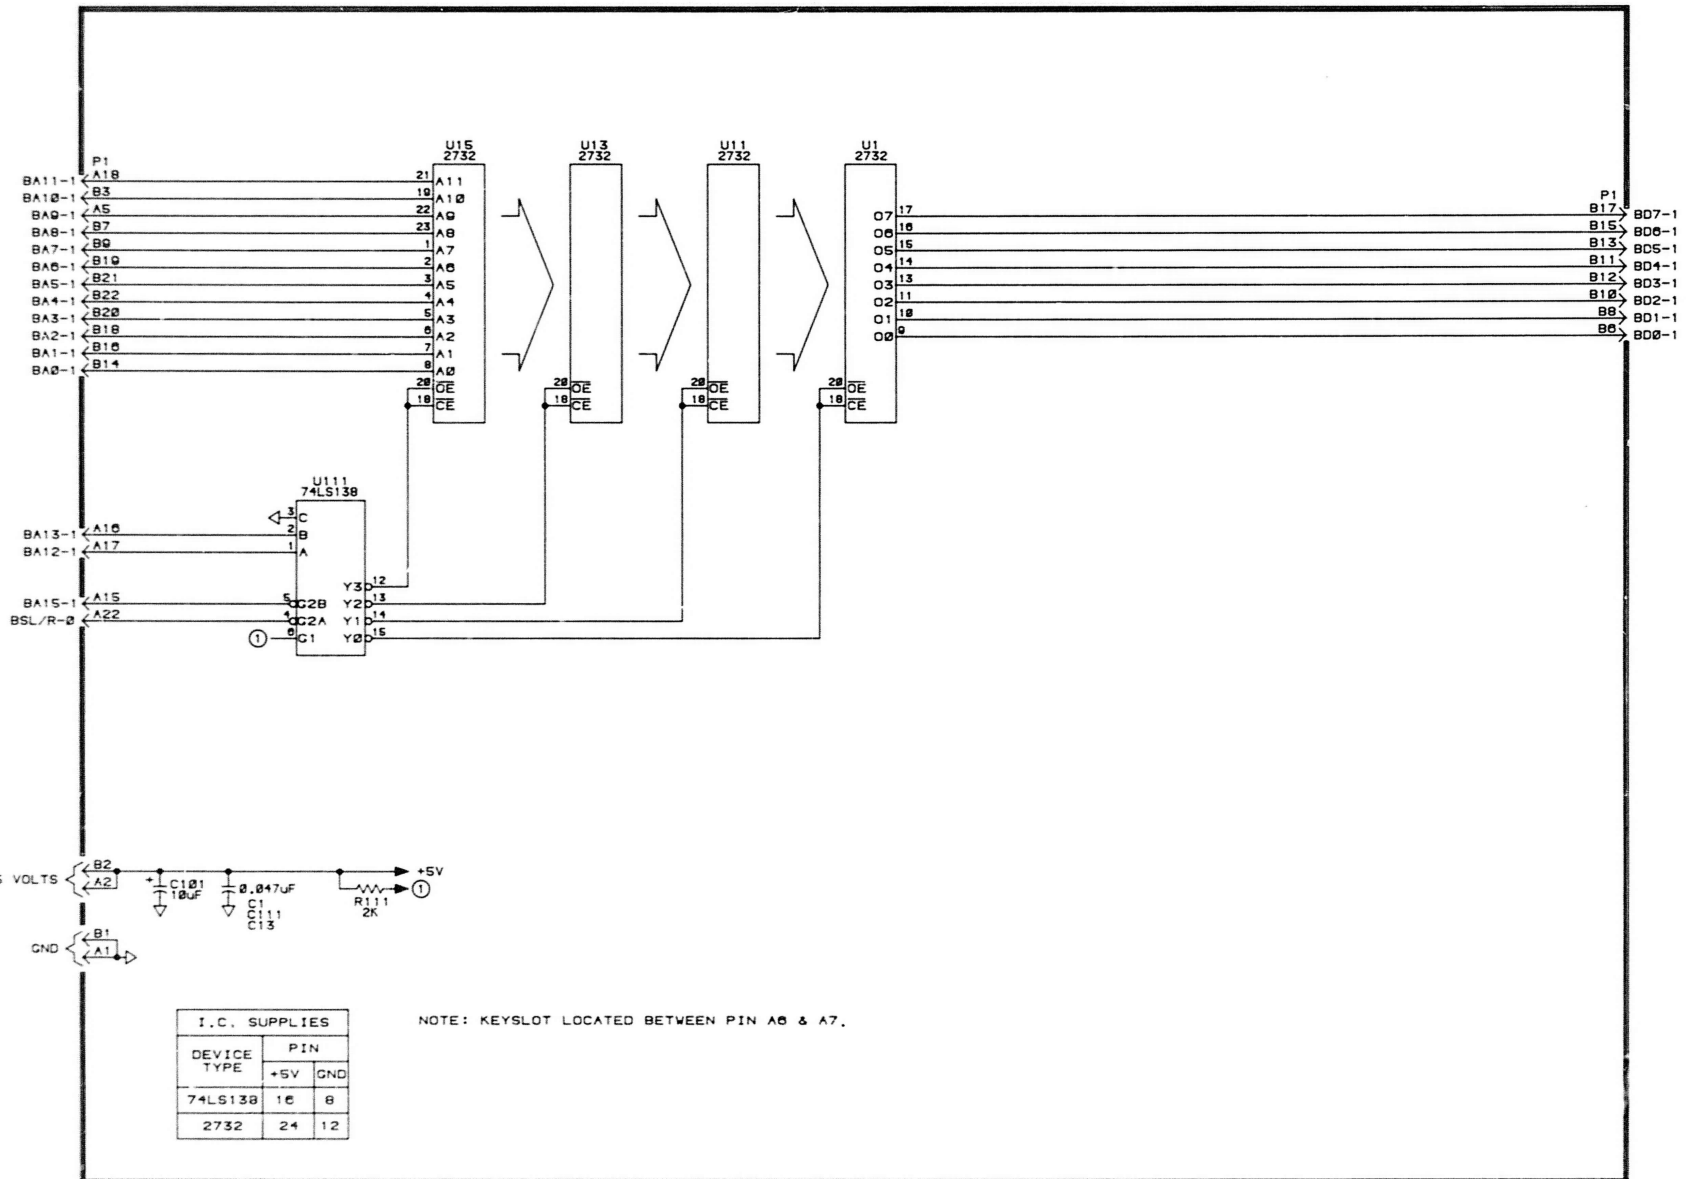 U15
2732
U13
2732
U11
2732
U1
2732
P1
BA11-1 A18 21 A11
BA10-1 B3 19 A10
BA9-1 A5 22 A9
BA8-1 B7 23 A8
BA7-1 B9 1 A7
BA6-1 B19 2 A6
BA5-1 B21 3 A5
BA4-1 B22 4 A4
BA3-1 B20 5 A3
BA2-1 B18 6 A2
BA1-1 B16 7 A1
BA0-1 B14 8 A0
20 OE
18 CE
20 OE
18 CE
20 OE
18 CE
20 OE
18 CE
P1
O7 17 B17 BD7-1
O6 16 B15 BD6-1
O5 15 B13 BD5-1
O4 14 B11 BD4-1
O3 13 B12 BD3-1
O2 11 B10 BD2-1
O1 10 B8 BD1-1
O0 9 B6 BD0-1
U111
74LS138
3 C
BA13-1 A16 2 B
BA12-1 A17 1 A
Y3 12
BA15-1 A15 5 G2B Y2 13
BSL/R-0 A22 4 G2A Y1 14
1 6 G1 Y0 15
VOLTS B2
A2
+ C101
10uF
0.047uF
C1
C111
C13
+5V
1
R111
2K
GND B1
A1
I.C. SUPPLIES
DEVICE TYPE PIN
+5V GND
74LS138 16 8
2732 24 12
NOTE: KEYSLOT LOCATED BETWEEN PIN A6 & A7.